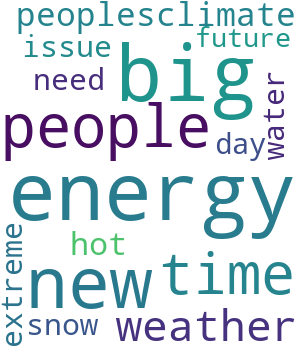 peoplesclimate
issue
future
need
big
water
people
day
energy
extreme
hot
new
time
snow
weather